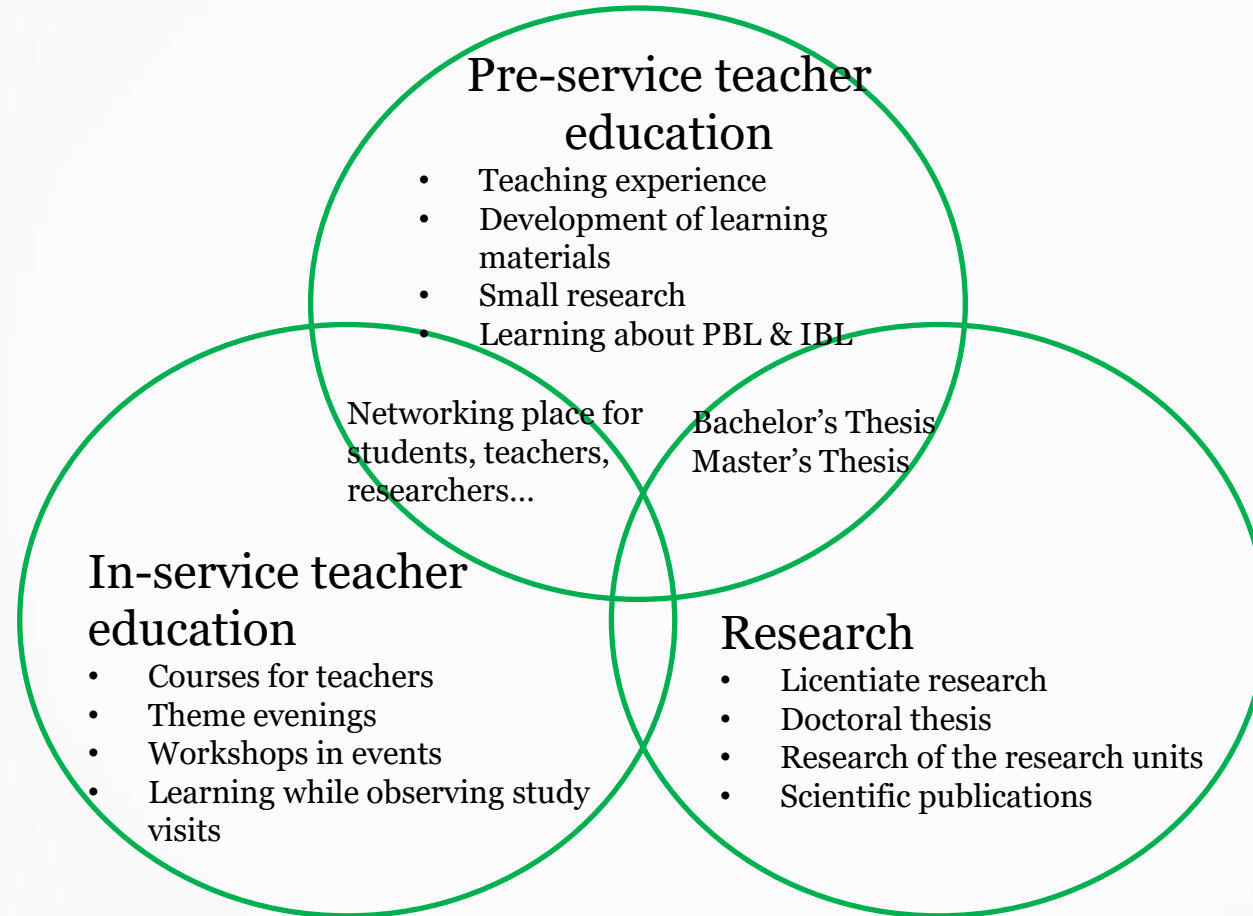 Pre-service teacher
education
• Teaching experience
• Development of learning
materials
• Small research
• Learning about PBL & IBL
Networking place for
students, teachers,
researchers…
Bachelor's Thesis
Master's Thesis
In-service teacher
education
• Courses for teachers
• Theme evenings
• Workshops in events
• Learning while observing study
visits
Research
• Licentiate research
• Doctoral thesis
• Research of the research units
• Scientific publications